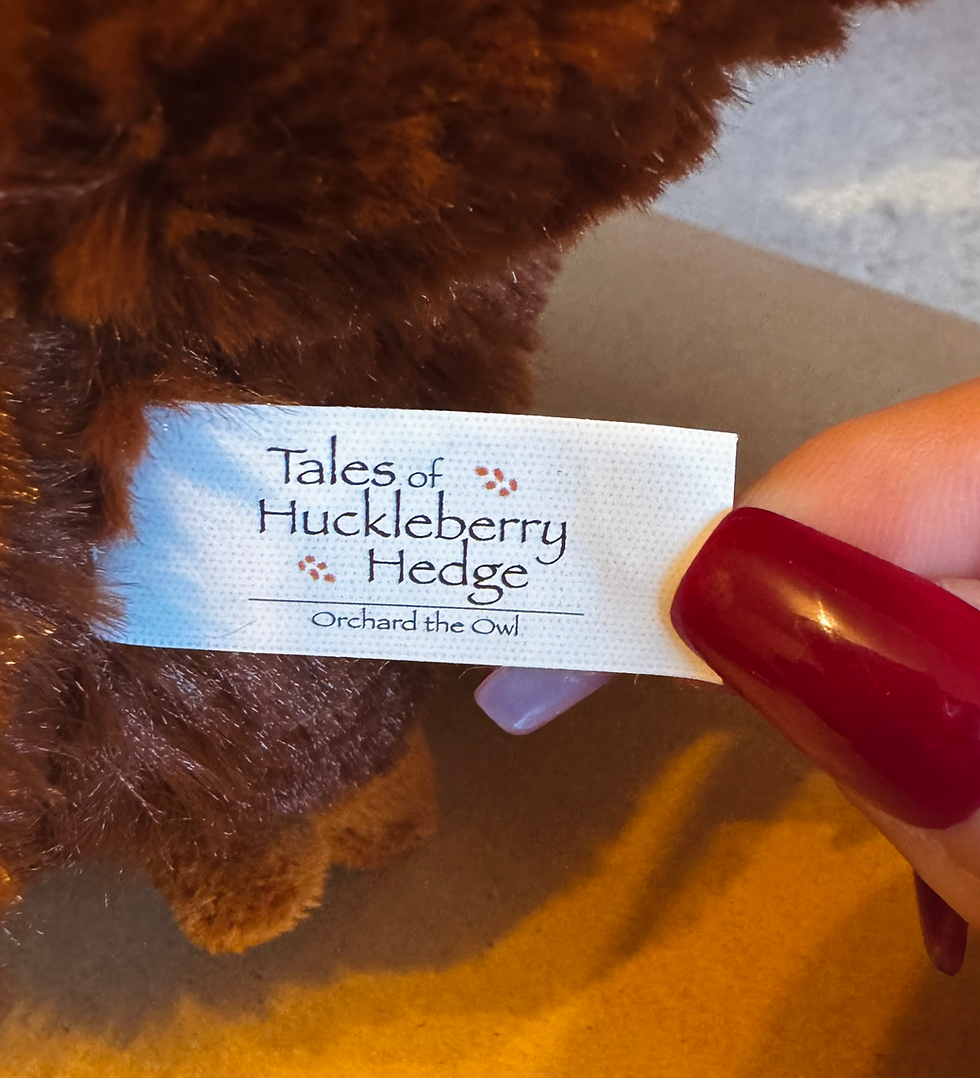 Tales of
Huckleberry
Hedge
Orchard the Owl